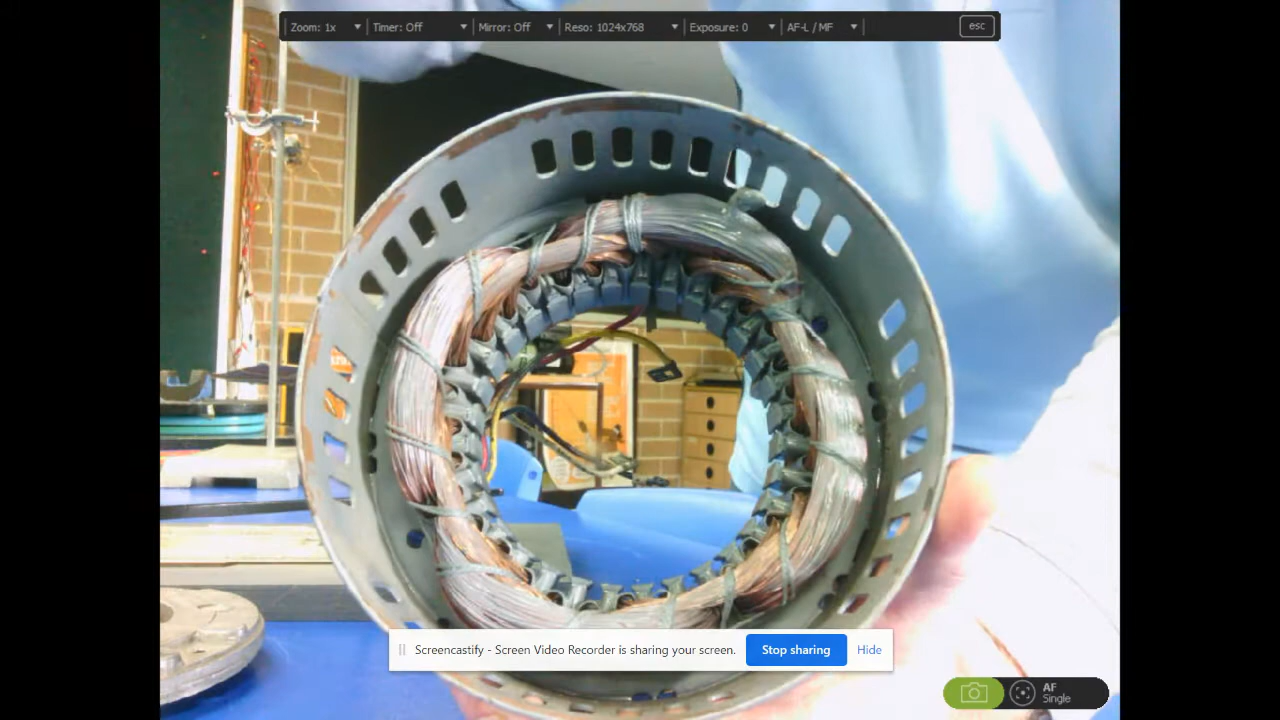 Zoom: 1x Timer: Off Mirror: Off Reso: 1024x768 Exposure: 0 AF-L / MF esc
Screencastify - Screen Video Recorder is sharing your screen. Stop sharing Hide
AF
Single